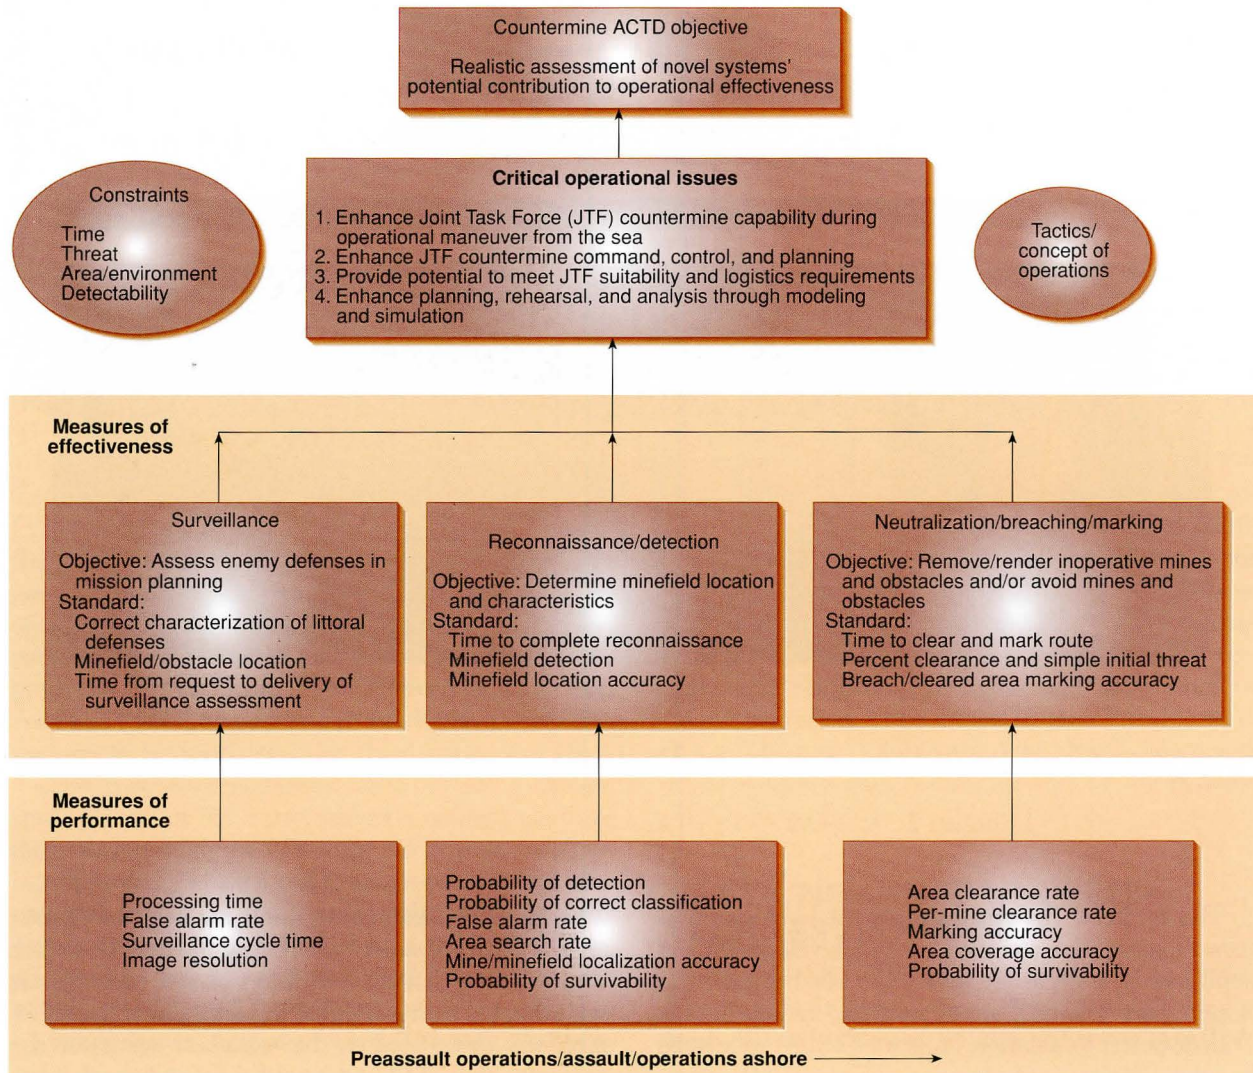 Countermine ACTD objective
Realistic assessment of novel systems'
potential contribution to operational effectiveness
Constraints
Time
Threat
Area/environment
Detectability
Critical operational issues
1. Enhance Joint Task Force (JTF) countermine capability during
operational maneuver from the sea
2. Enhance JTF countermine command, control, and planning
3. Provide potential to meet JTF suitability and logistics requirements
4. Enhance planning, rehearsal, and analysis through modeling
and simulation
Tactics/
concept of
operations
Measures of
effectiveness
Surveillance
Objective: Assess enemy defenses in
mission planning
Standard:
Correct characterization of littoral
defenses
Minefield/obstacle location
Time from request to delivery of
surveillance assessment
Reconnaissance/detection
Objective: Determine minefield location
and characteristics
Standard:
Time to complete reconnaissance
Minefield detection
Minefield location accuracy
Neutralization/breaching/marking
Objective: Remove/render inoperative mines
and obstacles and/or avoid mines and
obstacles
Standard:
Time to clear and mark route
Percent clearance and simple initial threat
Breach/cleared area marking accuracy
Measures of
performance
Processing time
False alarm rate
Surveillance cycle time
Image resolution
Probability of detection
Probability of correct classification
False alarm rate
Area search rate
Mine/minefield localization accuracy
Probability of survivability
Area clearance rate
Per-mine clearance rate
Marking accuracy
Area coverage accuracy
Probability of survivability
Preassault operations/assault/operations ashore